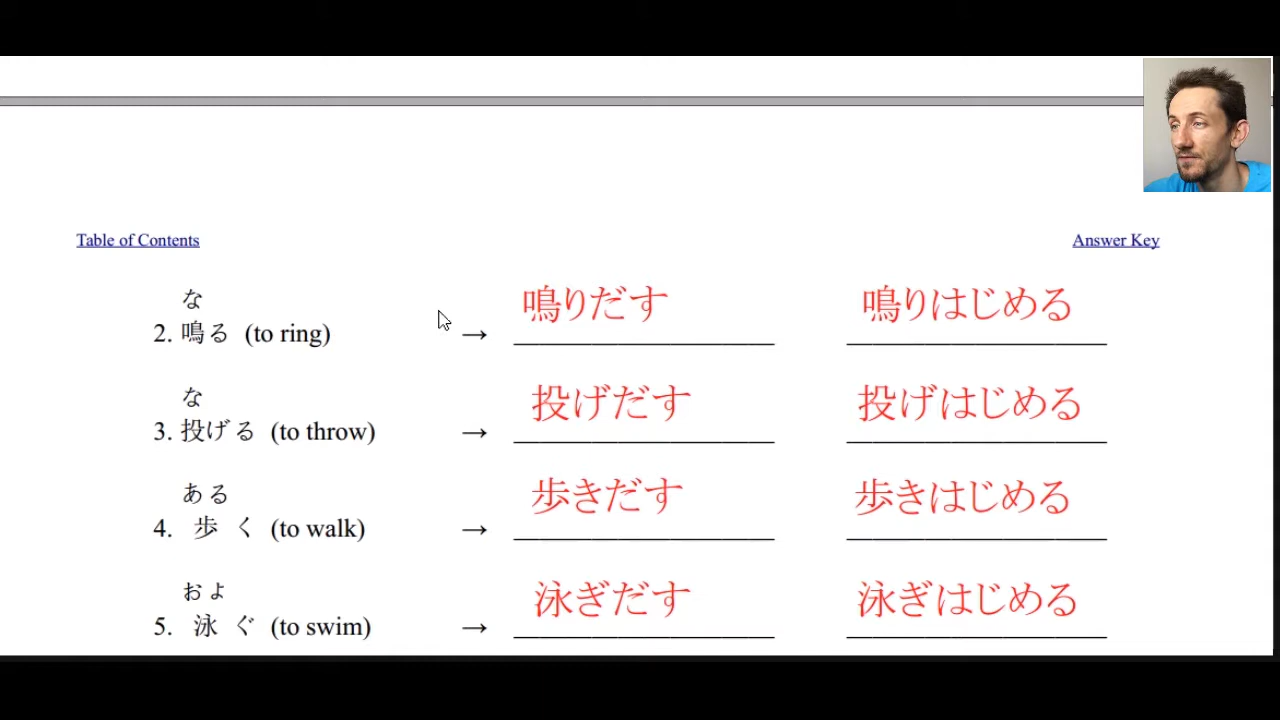 Table of Contents Answer Key
な
2. 鳴る (to ring) → 鳴りだす 鳴りはじめる
な
3. 投げる (to throw) → 投げだす 投げはじめる
ある
4. 歩 く (to walk) → 歩きだす 歩きはじめる
およ
5. 泳 ぐ (to swim) → 泳ぎだす 泳ぎはじめる